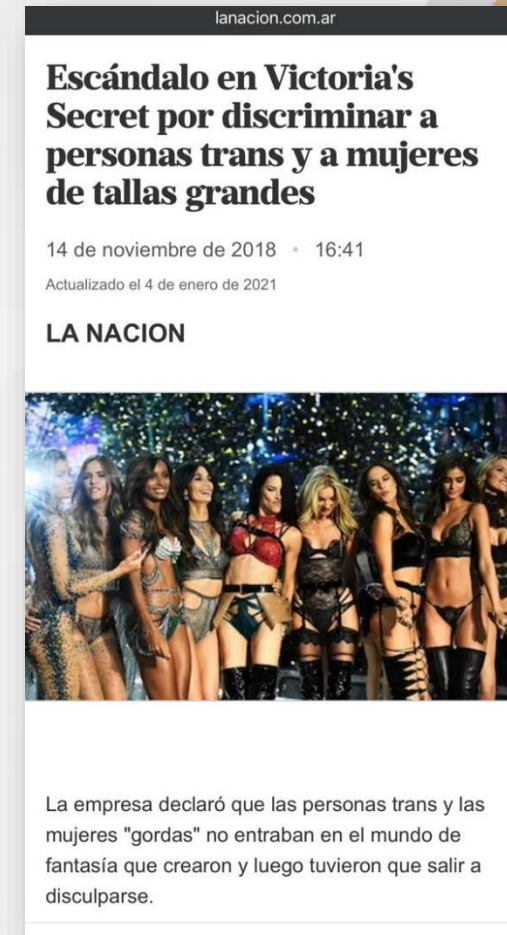 lanacion.com.ar
Escándalo en Victoria's
Secret por discriminar a
personas trans y a mujeres
de tallas grandes
14 de noviembre de 2018 • 16:41
Actualizado el 4 de enero de 2021
LA NACION
La empresa declaró que las personas trans y las
mujeres "gordas" no entraban en el mundo de
fantasía que crearon y luego tuvieron que salir a
disculparse.